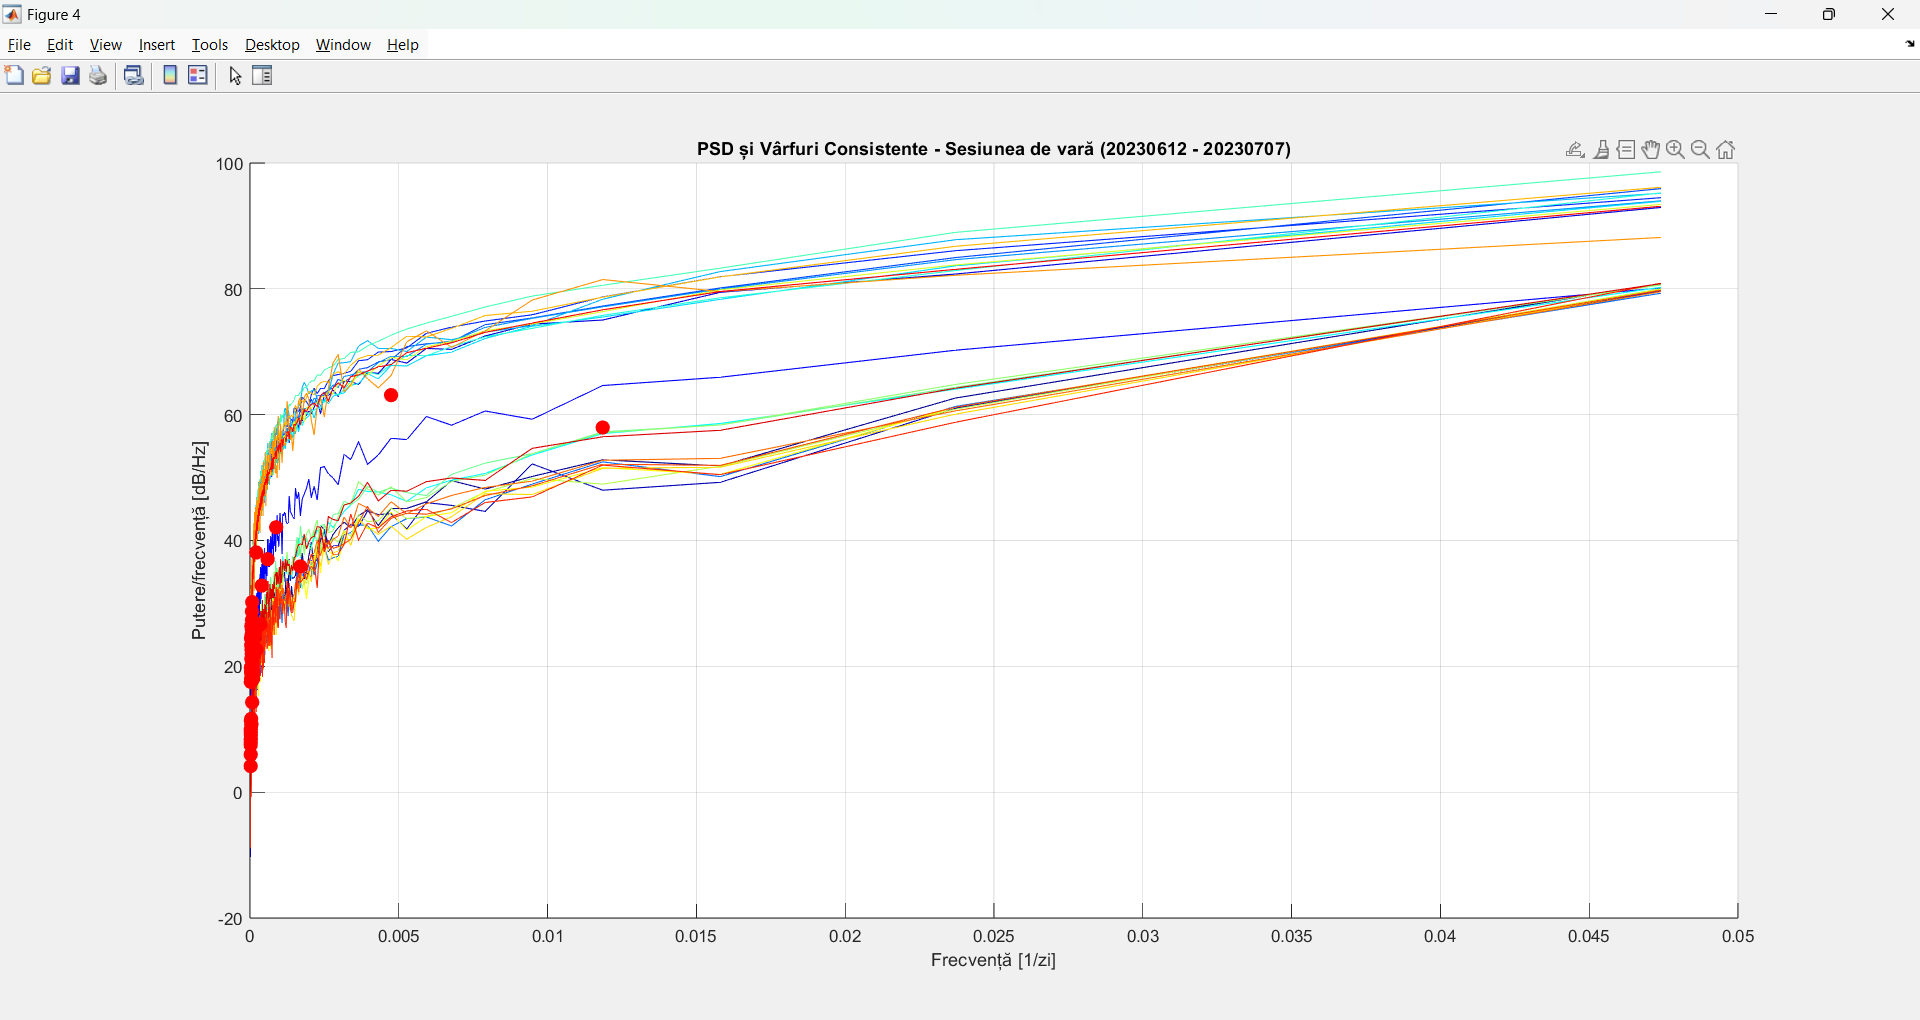 Figure 4
File Edit View Insert Tools Desktop Window Help
PSD și Vârfuri Consistente - Sesiunea de vară (20230612 - 20230707)
100
80
60
40
20
0
-20
Putere/frecvență [dB/Hz]
0 0.005 0.01 0.015 0.02 0.025 0.03 0.035 0.04 0.045 0.05
Frecvență [1/zi]